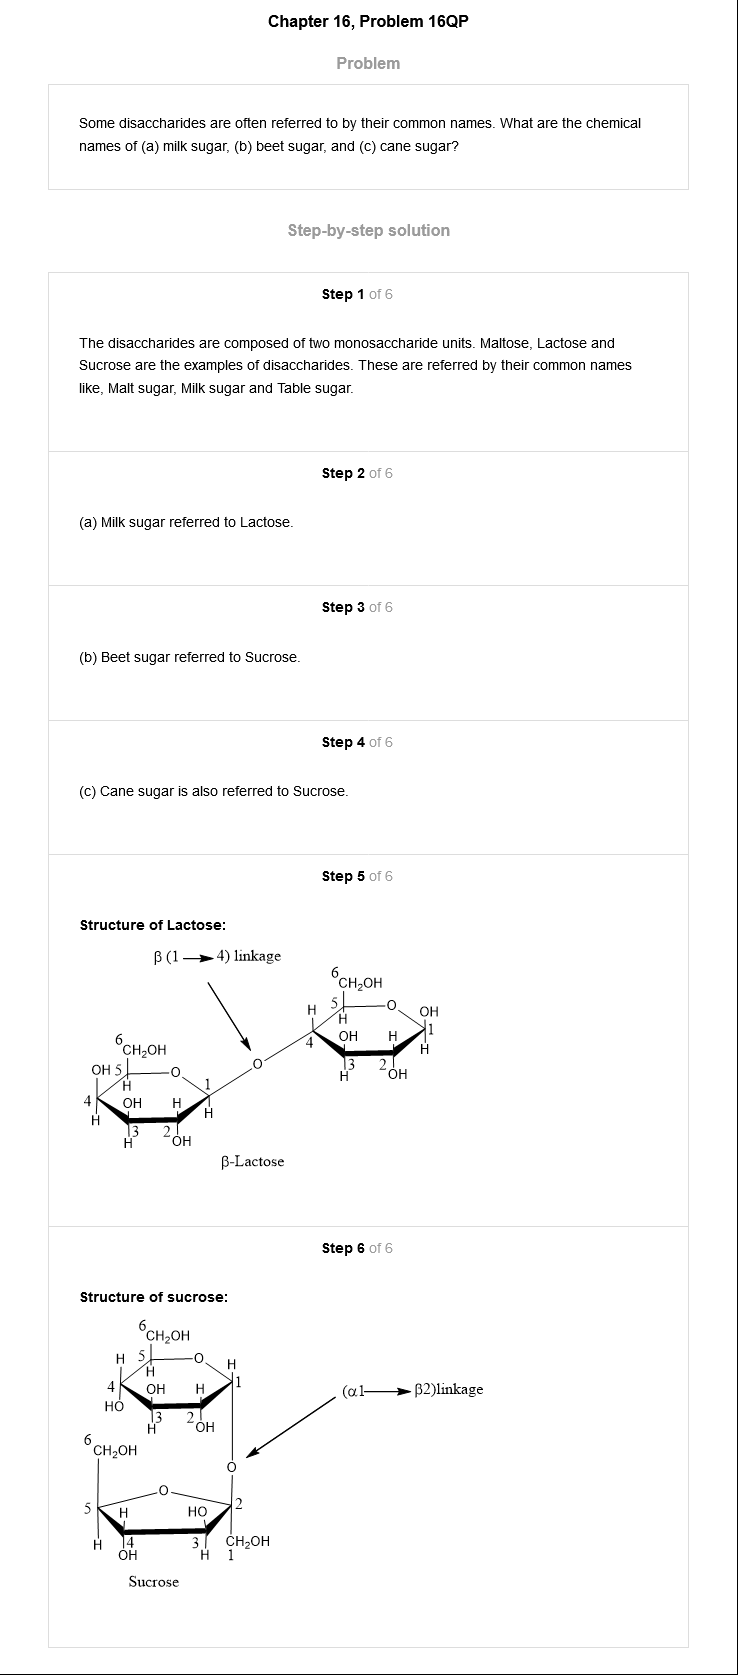 Chapter 16, Problem 16QP
Problem
Some disaccharides are often referred to by their common names. What are the chemical
names of (a) milk sugar, (b) beet sugar, and (c) cane sugar?
Step-by-step solution
Step 1 of 6
The disaccharides are composed of two monosaccharide units. Maltose, Lactose and
Sucrose are the examples of disaccharides. These are referred by their common names
like, Malt sugar, Milk sugar and Table sugar.
Step 2 of 6
(a) Milk sugar referred to Lactose.
Step 3 of 6
(b) Beet sugar referred to Sucrose.
Step 4 of 6
(c) Cane sugar is also referred to Sucrose.
Step 5 of 6
Structure of Lactose:
β (1 → 4) linkage
6
CH₂OH
H 5 O OH
H
4 OH H 1
H
3 2
H OH
6
CH₂OH
OH 5 O 1
H
4 OH H H
H
3 2
H OH
O
β-Lactose
Step 6 of 6
Structure of sucrose:
6
CH₂OH
H 5 O H
H
4 OH H 1
HO
3 2
H OH
(α1 → β2)linkage
6
CH₂OH
O
O
5 H HO 2
H 4 3 CH₂OH
OH H 1
Sucrose